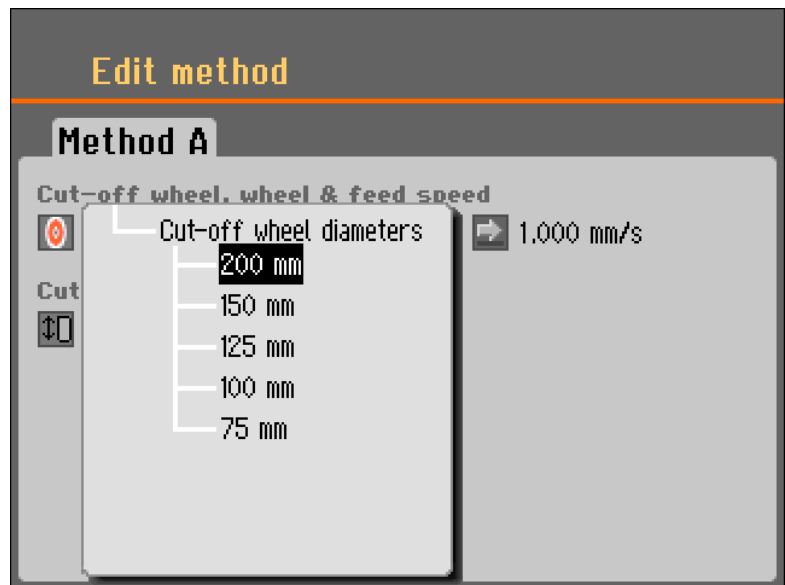 Edit method
Method A
Cut-off wheel, wheel & feed speed
Cut-off wheel diameters
1.000 mm/s
200 mm
Cut
150 mm
125 mm
100 mm
75 mm